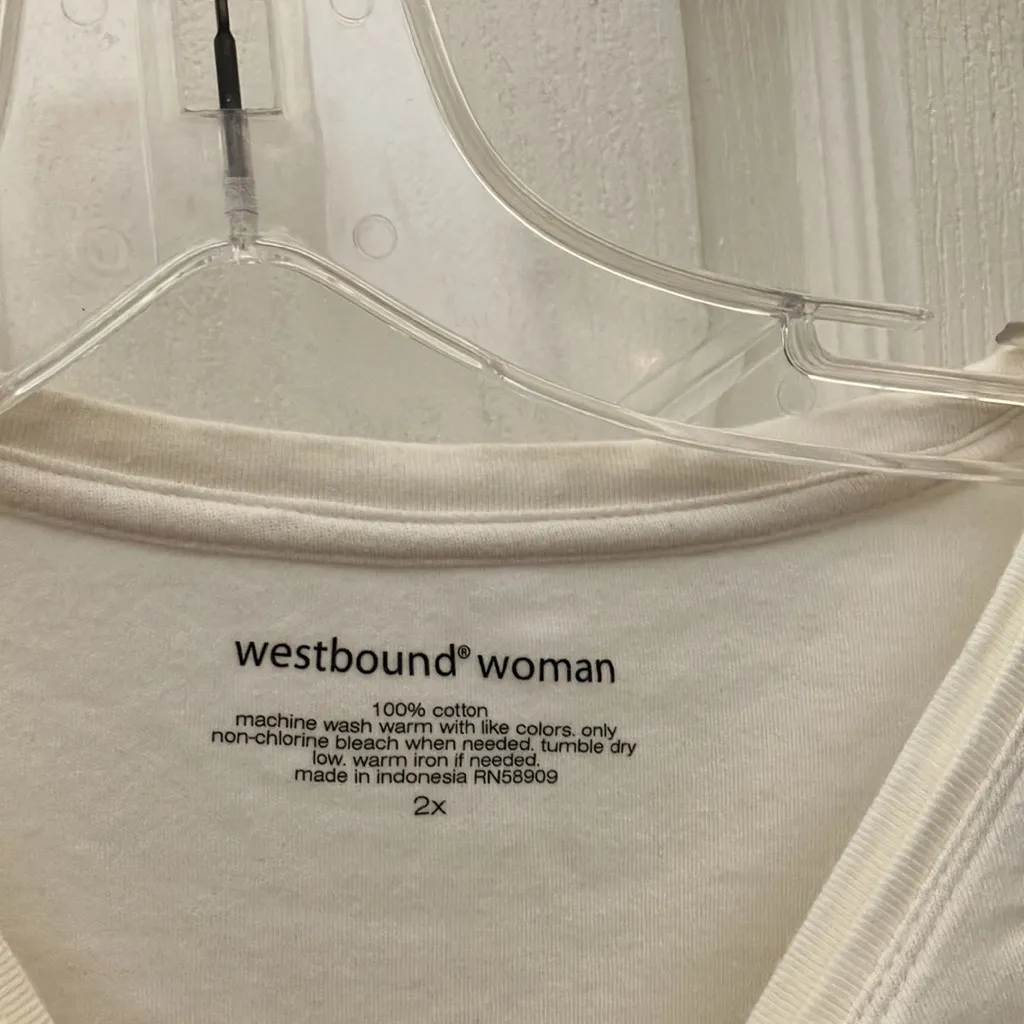 westbound® woman
100% cotton
machine wash warm with like colors. only
non-chlorine bleach when needed. tumble dry
low. warm iron if needed.
made in indonesia RN58909
2x